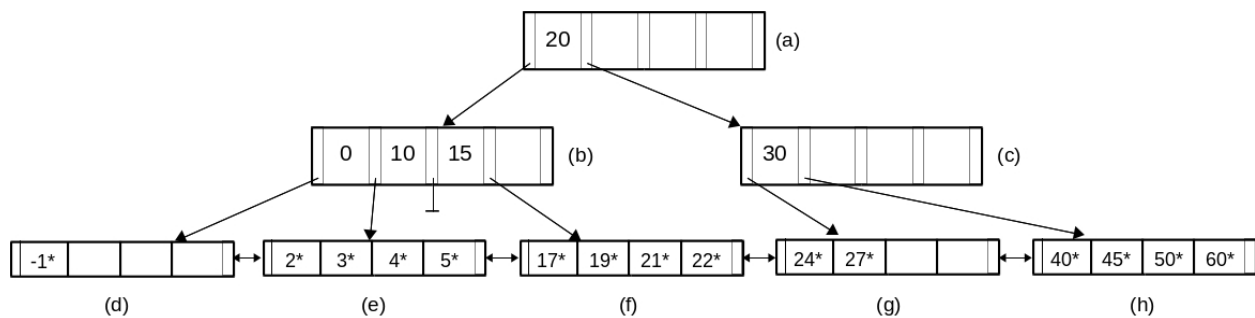 20
(a)
0 10 15
(b)
30
(c)
-1*
2* 3* 4* 5*
17* 19* 21* 22*
24* 27*
40* 45* 50* 60*
(d)
(e)
(f)
(g)
(h)